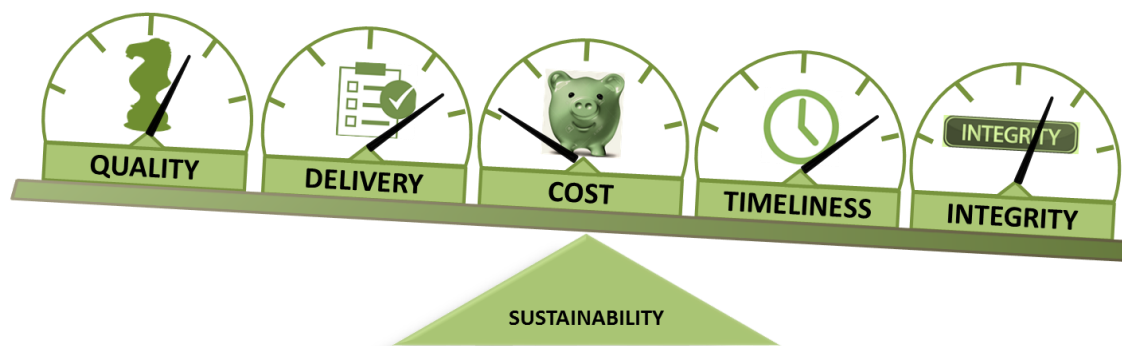 QUALITY
DELIVERY
COST
TIMELINESS
INTEGRITY
INTEGRITY
SUSTAINABILITY